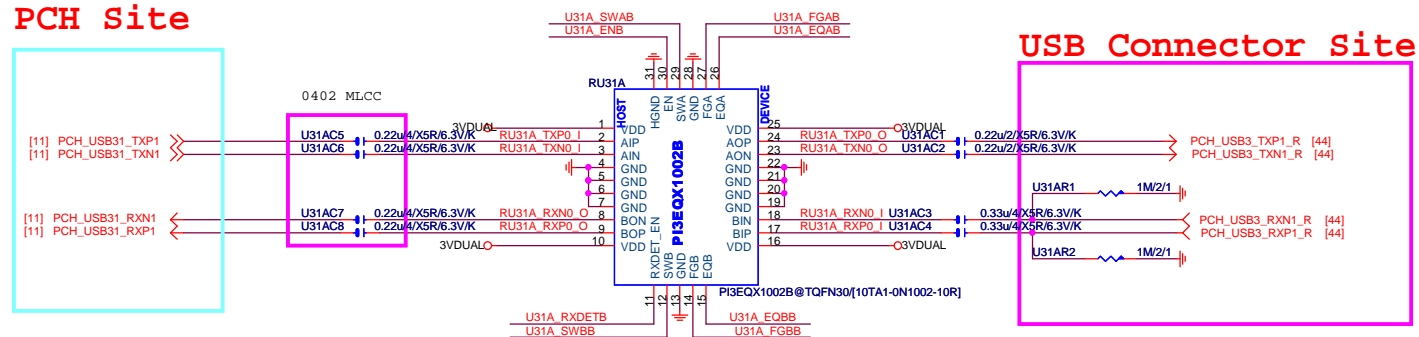 PCH Site
USB Connector Site
U31A_SWAB
U31A_ENB
U31A_FGAB
U31A_EQAB
31
30
29
28
27
26
RU31A
HGND
EN
SWA
GND
FGA
EQA
HOST
DEVICE
0402 MLCC
[11] PCH_USB31_TXP1
[11] PCH_USB31_TXN1
U31AC5 0.22u/4/X5R/6.3V/K
U31AC6 0.22u/4/X5R/6.3V/K
3VDUAL
RU31A_TXP0_I
RU31A_TXN0_I
1 VDD
2 AIP
3 AIN
4 GND
5 GND
6 GND
7 GND
8 BON
9 BOP
10 VDD
PI3EQX1002B
VDD 25
AOP 24
AON 23
GND 22
GND 21
GND 20
GND 19
BIN 18
BIP 17
VDD 16
3VDUAL
RU31A_TXP0_O U31AC1 0.22u/2/X5R/6.3V/K
RU31A_TXN0_O U31AC2 0.22u/2/X5R/6.3V/K
PCH_USB3_TXP1_R [44]
PCH_USB3_TXN1_R [44]
U31AR1 1M/2/1
[11] PCH_USB31_RXN1
[11] PCH_USB31_RXP1
U31AC7 0.22u/4/X5R/6.3V/K
U31AC8 0.22u/4/X5R/6.3V/K
RU31A_RXN0_O
RU31A_RXP0_O
3VDUAL
RU31A_RXN0_I U31AC3 0.33u/4/X5R/6.3V/K
RU31A_RXP0_I U31AC4 0.33u/4/X5R/6.3V/K
3VDUAL
PCH_USB3_RXN1_R [44]
PCH_USB3_RXP1_R [44]
U31AR2 1M/2/1
RXDET_EN
SWB
GND
FGB
EQB
11
12
13
14
15
PI3EQX1002B@TQFN30/[10TA1-0N1002-10R]
U31A_RXDETB
U31A_SWBB
U31A_EQBB
U31A_FGBB